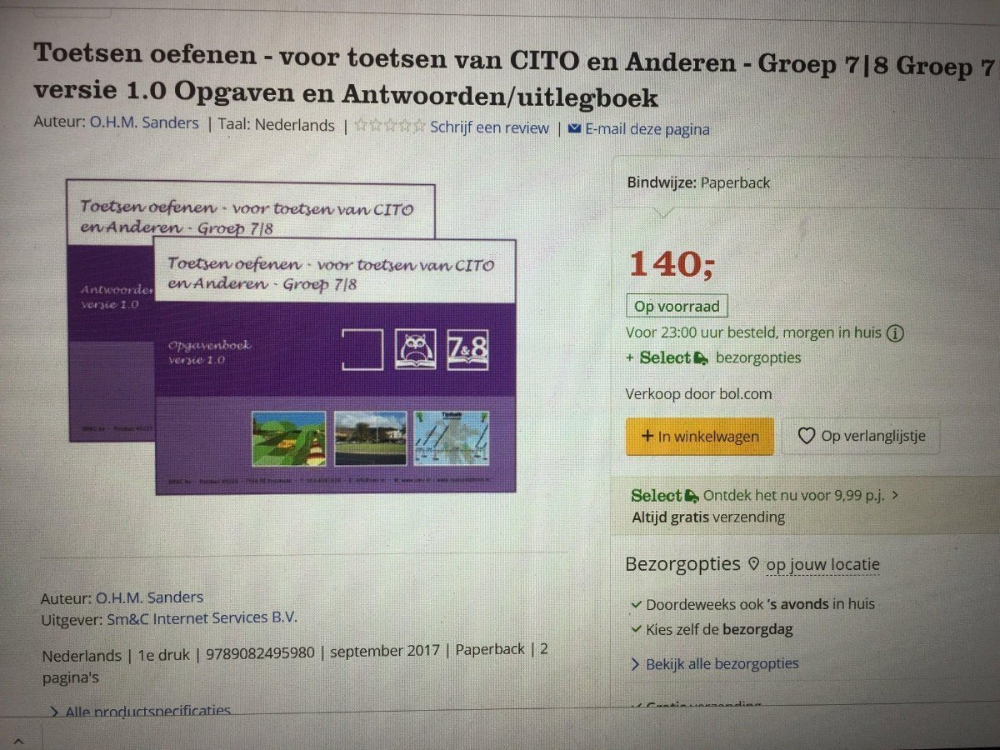 Toetsen oefenen - voor toetsen van CITO en Anderen - Groep 7|8 Groep 7
versie 1.0 Opgaven en Antwoorden/uitlegboek
Auteur: O.H.M. Sanders | Taal: Nederlands | Schrijf een review | E-mail deze pagina
Toetsen oefenen - voor toetsen van CITO
en Anderen - Groep 7|8
Antwoorden
versie 1.0
Toetsen oefenen - voor toetsen van CITO
en Anderen - Groep 7|8
Opgavenboek
versie 1.0
7&8
Bindwijze: Paperback
140,-
Op voorraad
Voor 23:00 uur besteld, morgen in huis
+ Select bezorgopties
Verkoop door bol.com
+ In winkelwagen
Op verlanglijstje
Select Ontdek het nu voor 9,99 p.j. >
Altijd gratis verzending
Bezorgopties op jouw locatie
Doordeweeks ook 's avonds in huis
Kies zelf de bezorgdag
> Bekijk alle bezorgopties
Gratis verzending
Auteur: O.H.M. Sanders
Uitgever: Sm&C Internet Services B.V.
Nederlands | 1e druk | 9789082495980 | september 2017 | Paperback | 2
pagina's
> Alle productspecificaties